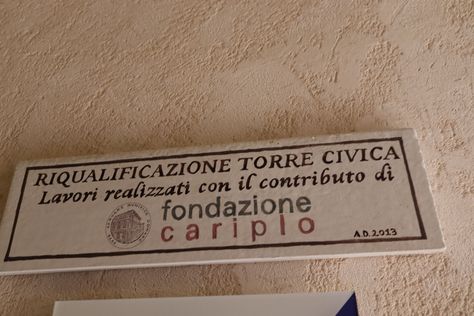 RIQUALIFICAZIONE TORRE CIVICA
Lavori realizzati con il contributo di
fondazione
cariplo
A.D. 2013